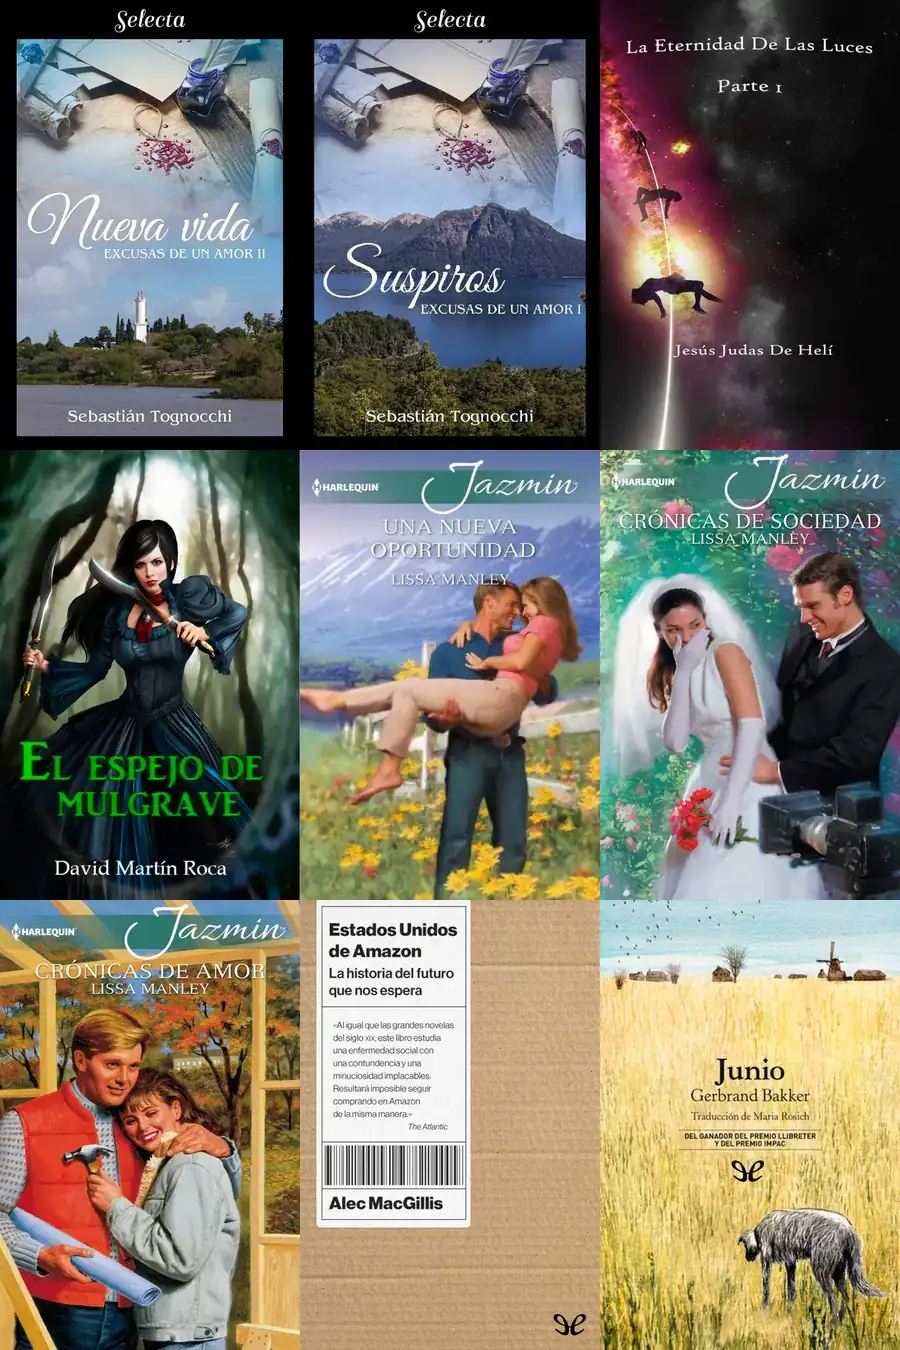 Selecta
Nueva vida
EXCUSAS DE UN AMOR II
Sebastián Tognocchi
Selecta
Suspiros
EXCUSAS DE UN AMOR I
Sebastián Tognocchi
La Eternidad De Las Luces
Parte 1
Jesús Judas De Helí
EL ESPEJO DE
MULGRAVE
David Martín Roca
HARLEQUIN
Jazmín
UNA NUEVA
OPORTUNIDAD
LISSA MANLEY
HARLEQUIN
Jazmín
CRÓNICAS DE SOCIEDAD
LISSA MANLEY
HARLEQUIN
Jazmín
CRÓNICAS DE AMOR
LISSA MANLEY
Estados Unidos
de Amazon
La historia del futuro
que nos espera
«Al igual que las grandes novelas
del siglo XIX, este libro estudia
una enfermedad social con
una contundencia y una
minuciosidad implacables.
Resultará imposible seguir
comprando en Amazon
de la misma manera.»
The Atlantic
Alec MacGillis
Junio
Gerbrand Bakker
Traducción de Maria Rosich
DEL GANADOR DEL PREMIO LLIBRETER
Y DEL PREMIO IMPAC